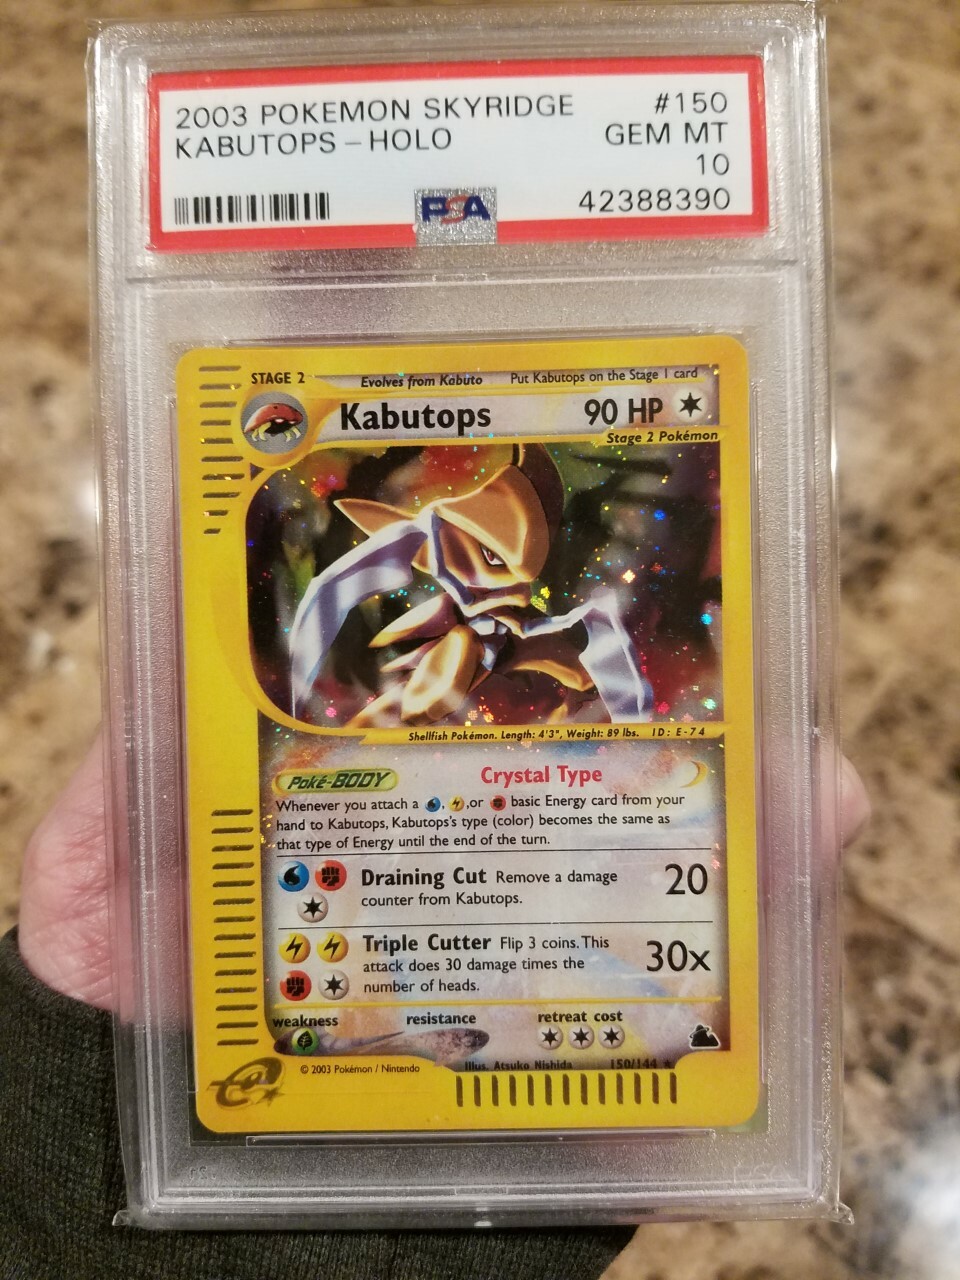 2003 POKEMON SKYRIDGE #150
KABUTOPS - HOLO GEM MT
10
PSA 42388390
STAGE 2 Evolves from Kabuto Put Kabutops on the Stage 1 card
Kabutops 90 HP
Stage 2 Pokémon
Shellfish Pokémon. Length: 4'3", Weight: 89 lbs. ID: E-74
Poké-BODY Crystal Type
Whenever you attach a , ,or basic Energy card from your
hand to Kabutops, Kabutops's type (color) becomes the same as
that type of Energy until the end of the turn.
Draining Cut Remove a damage 20
counter from Kabutops.
Triple Cutter Flip 3 coins. This
attack does 30 damage times the 30x
number of heads.
weakness resistance retreat cost
© 2003 Pokémon / Nintendo Illus. Atsuko Nishida 150/144 ★
e